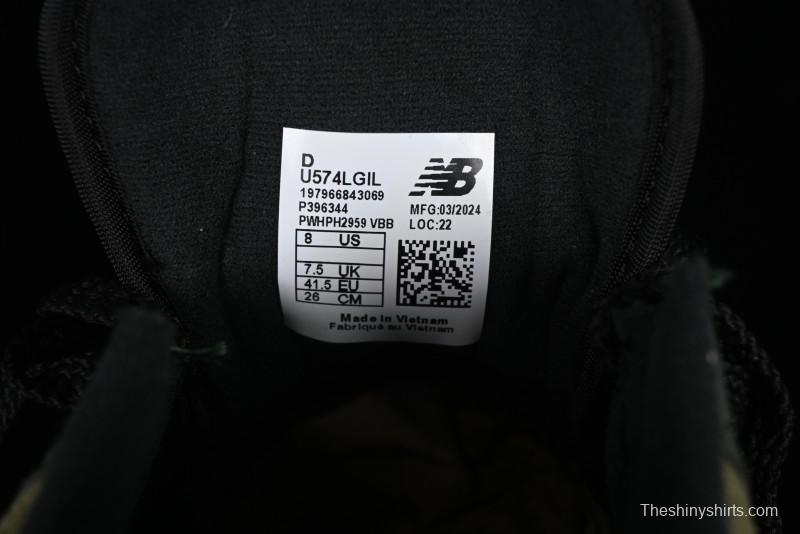 D
U574LGIL
197966843069
P396344
PWHPH2959 VBB
NB
MFG:03/2024
LOC:22
8 US
7.5 UK
41.5 EU
26 CM
Made in Vietnam
Fabriqué au Vietnam
Theshinyshirts.com